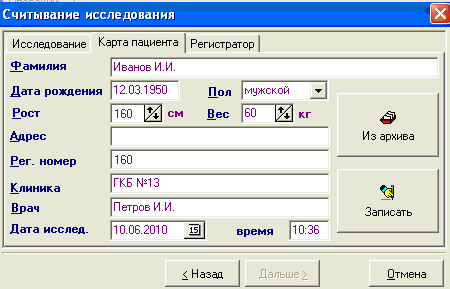 Считывание исследования
Исследование Карта пациента Регистратор
Фамилия Иванов И.И.
Дата рождения 12.03.1950 Пол мужской
Рост 160 см Вес 60 кг
Адрес
Из архива
Рег. номер 160
Клиника ГКБ №13
Врач Петров И.И.
Записать
Дата исслед. 10.06.2010 15 время 10:36
< Назад Дальше > Отмена